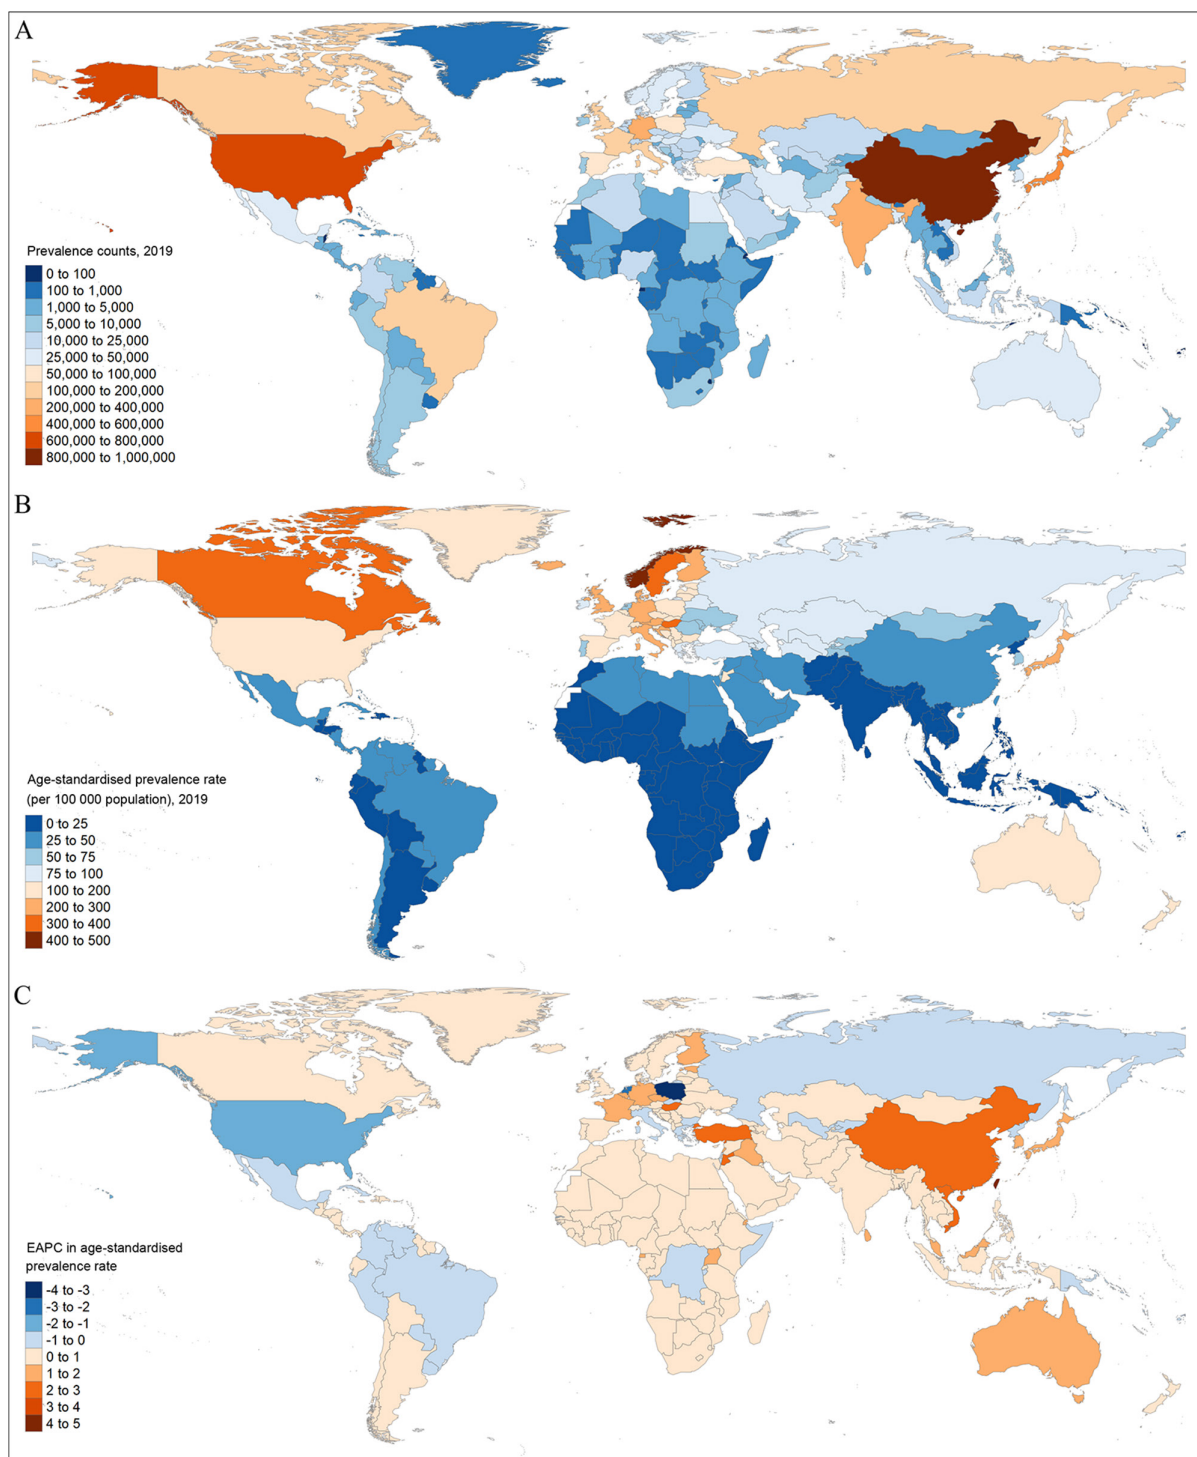 A
Prevalence counts, 2019
0 to 100
100 to 1,000
1,000 to 5,000
5,000 to 10,000
10,000 to 25,000
25,000 to 50,000
50,000 to 100,000
100,000 to 200,000
200,000 to 400,000
400,000 to 600,000
600,000 to 800,000
800,000 to 1,000,000
B
Age-standardised prevalence rate
(per 100 000 population), 2019
0 to 25
25 to 50
50 to 75
75 to 100
100 to 200
200 to 300
300 to 400
400 to 500
C
EAPC in age-standardised
prevalence rate
-4 to -3
-3 to -2
-2 to -1
-1 to 0
0 to 1
1 to 2
2 to 3
3 to 4
4 to 5